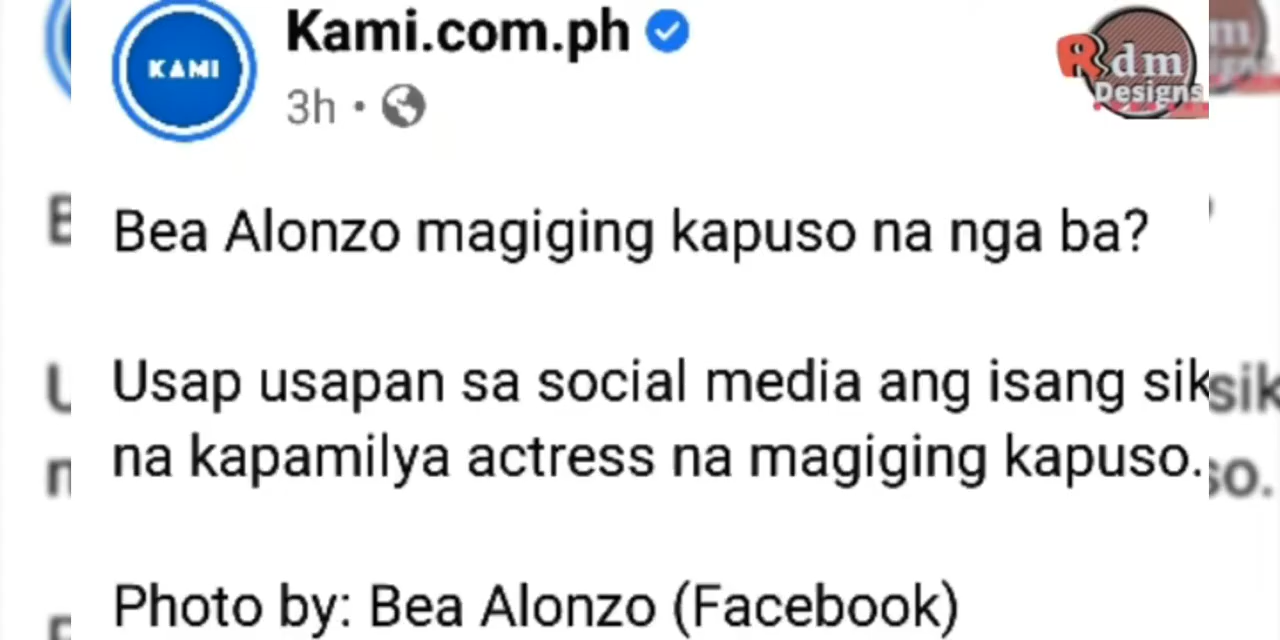 KAMI
Kami.com.ph
3h •
Rdm
Designs
Bea Alonzo magiging kapuso na nga ba?
Usap usapan sa social media ang isang sik
na kapamilya actress na magiging kapuso.
Photo by: Bea Alonzo (Facebook)